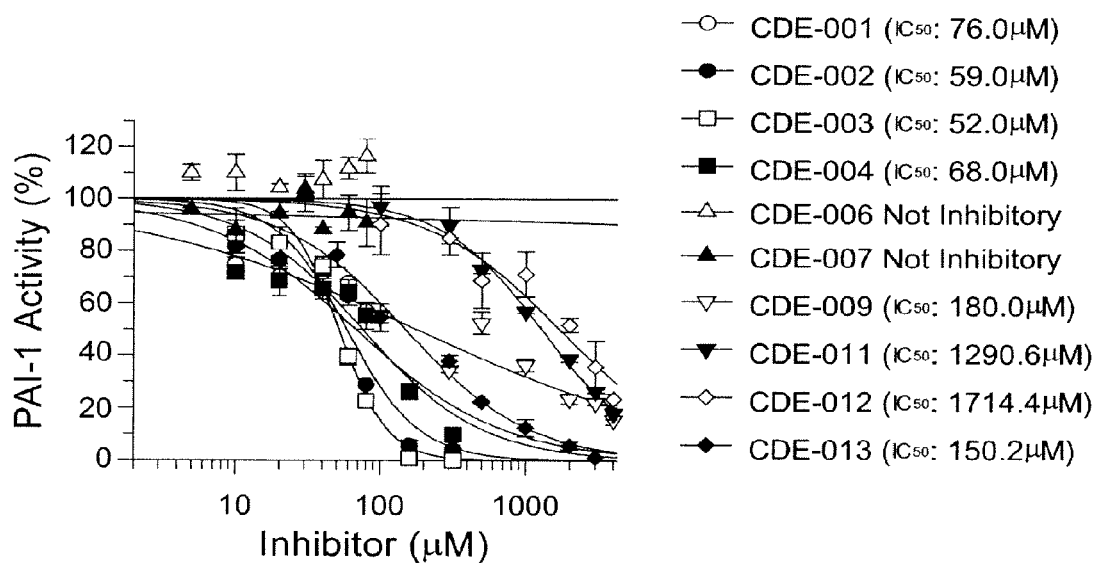 PAI-1 Activity (%)
120
100
80
60
40
20
0
10
100
1000
Inhibitor (μM)
CDE-001 (IC50: 76.0μM)
CDE-002 (IC50: 59.0μM)
CDE-003 (IC50: 52.0μM)
CDE-004 (IC50: 68.0μM)
CDE-006 Not Inhibitory
CDE-007 Not Inhibitory
CDE-009 (IC50: 180.0μM)
CDE-011 (IC50: 1290.6μM)
CDE-012 (IC50: 1714.4μM)
CDE-013 (IC50: 150.2μM)